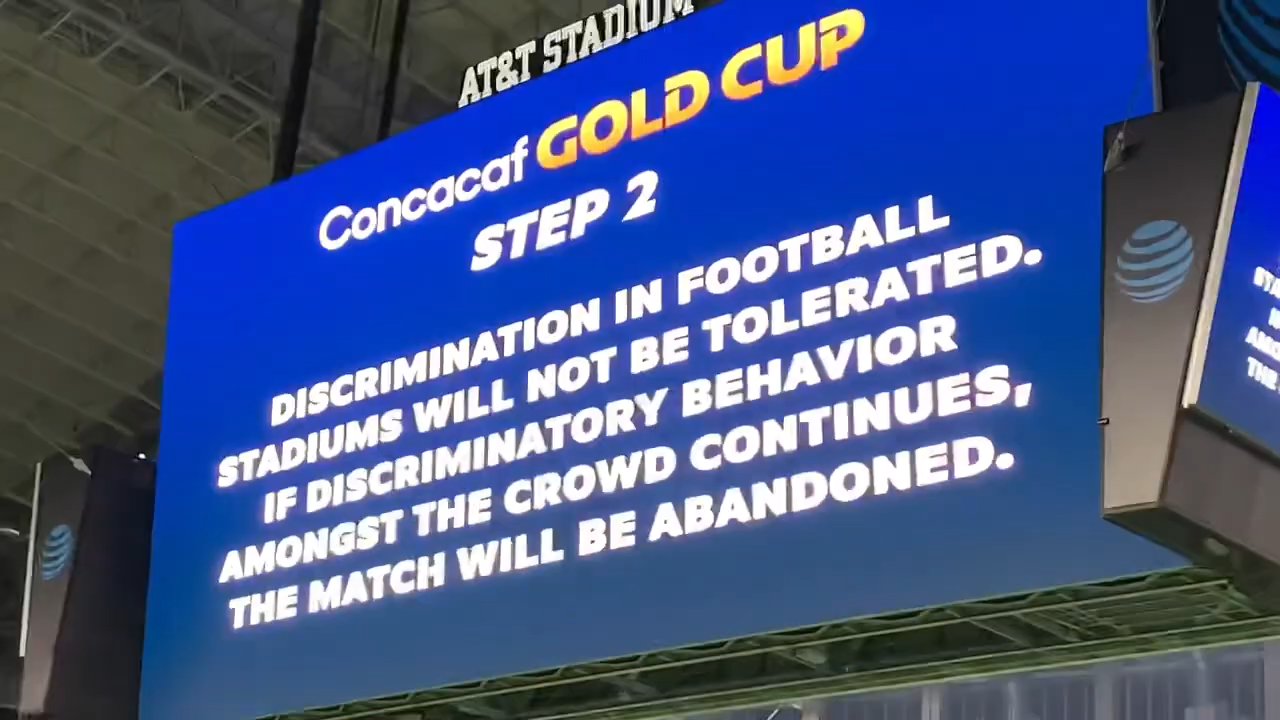 AT&T STADIUM
Concacaf GOLD CUP
STEP 2
DISCRIMINATION IN FOOTBALL
STADIUMS WILL NOT BE TOLERATED.
IF DISCRIMINATORY BEHAVIOR
AMONGST THE CROWD CONTINUES,
THE MATCH WILL BE ABANDONED.